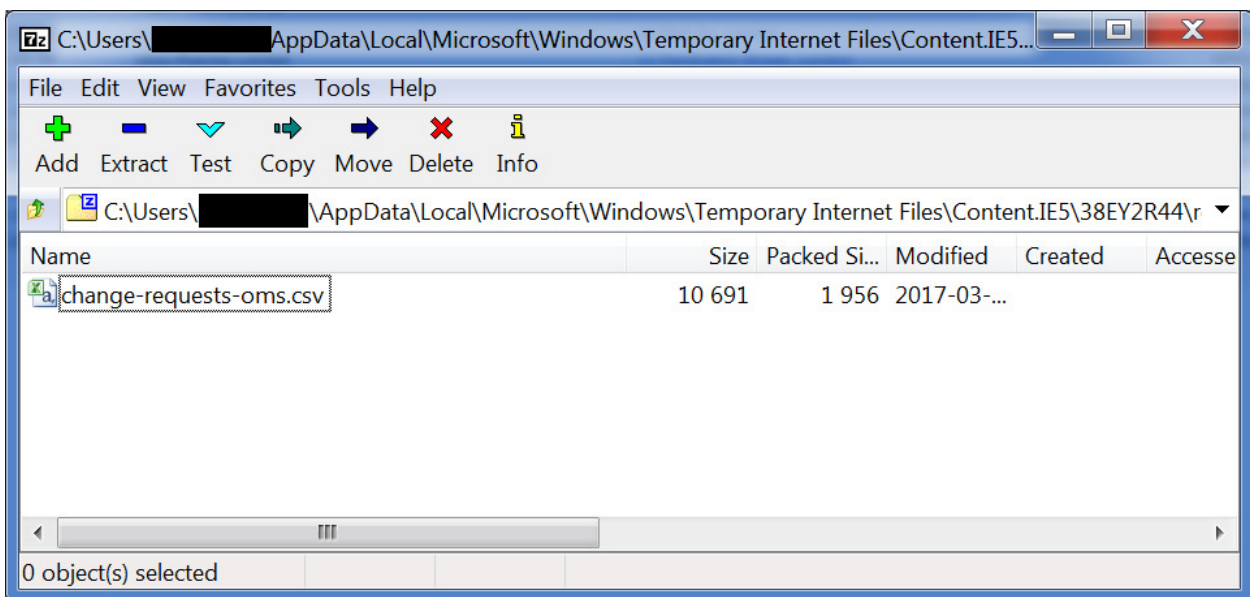 7z C:\Users\ AppData\Local\Microsoft\Windows\Temporary Internet Files\Content.IE5...
File Edit View Favorites Tools Help
Add Extract Test Copy Move Delete Info
C:\Users\ \AppData\Local\Microsoft\Windows\Temporary Internet Files\Content.IE5\38EY2R44\r
Name Size Packed Si... Modified Created Accesse
change-requests-oms.csv 10 691 1 956 2017-03-...
0 object(s) selected